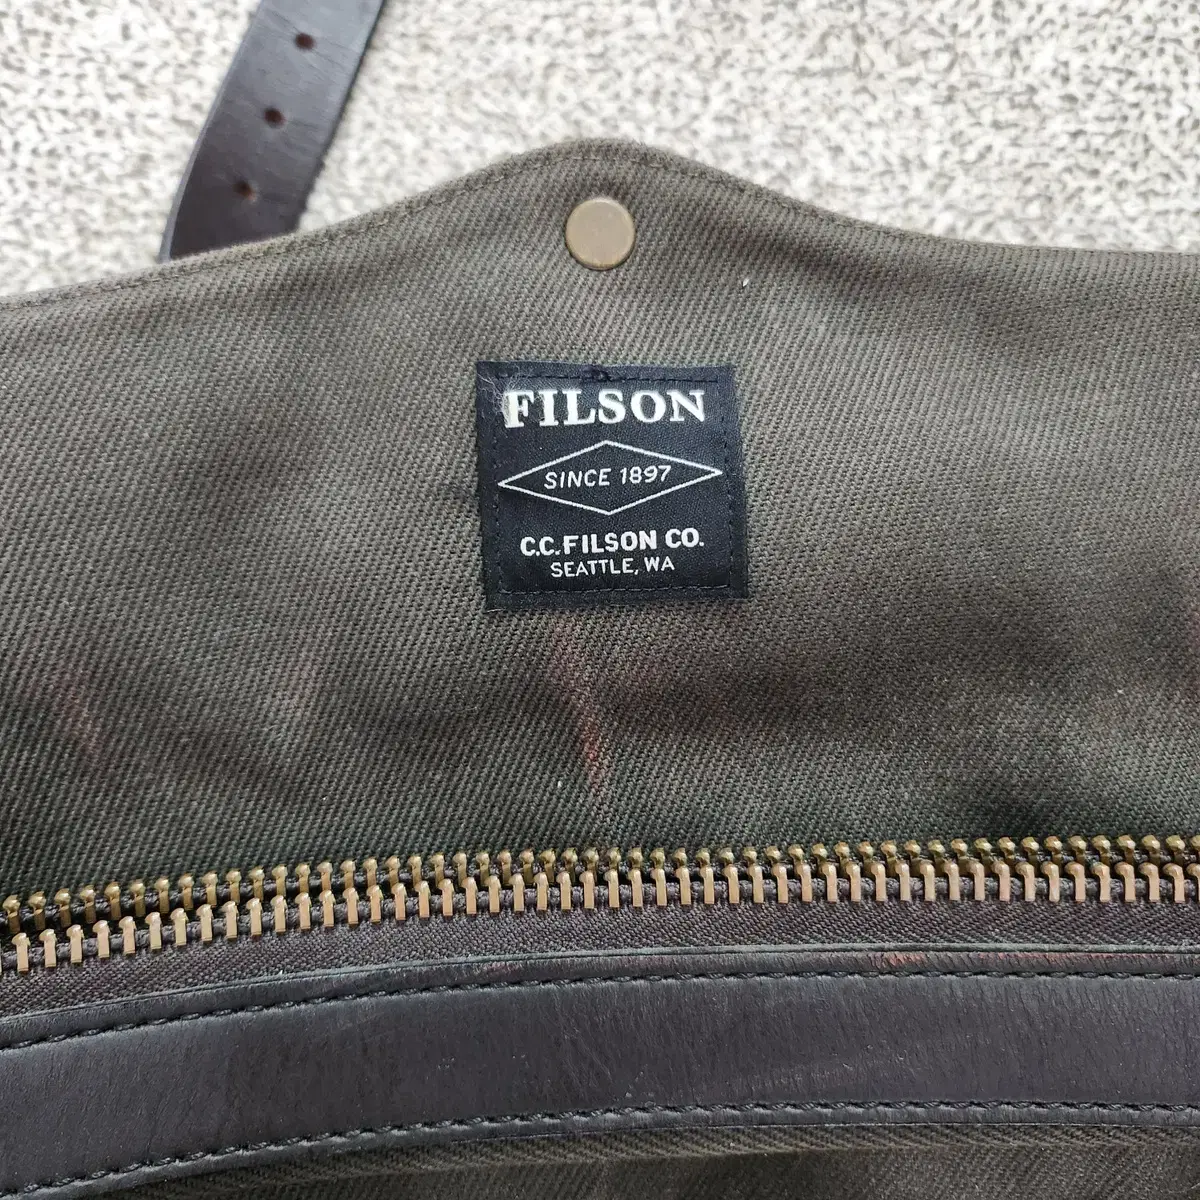 FILSON
SINCE 1897
C.C.FILSON CO.
SEATTLE, WA